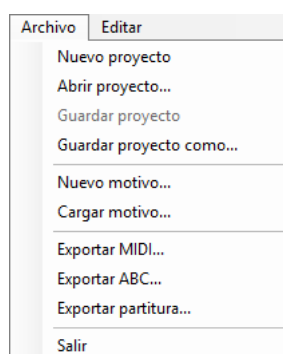 Archivo Editar
Nuevo proyecto
Abrir proyecto...
Guardar proyecto
Guardar proyecto como...
Nuevo motivo...
Cargar motivo...
Exportar MIDI...
Exportar ABC...
Exportar partitura...
Salir